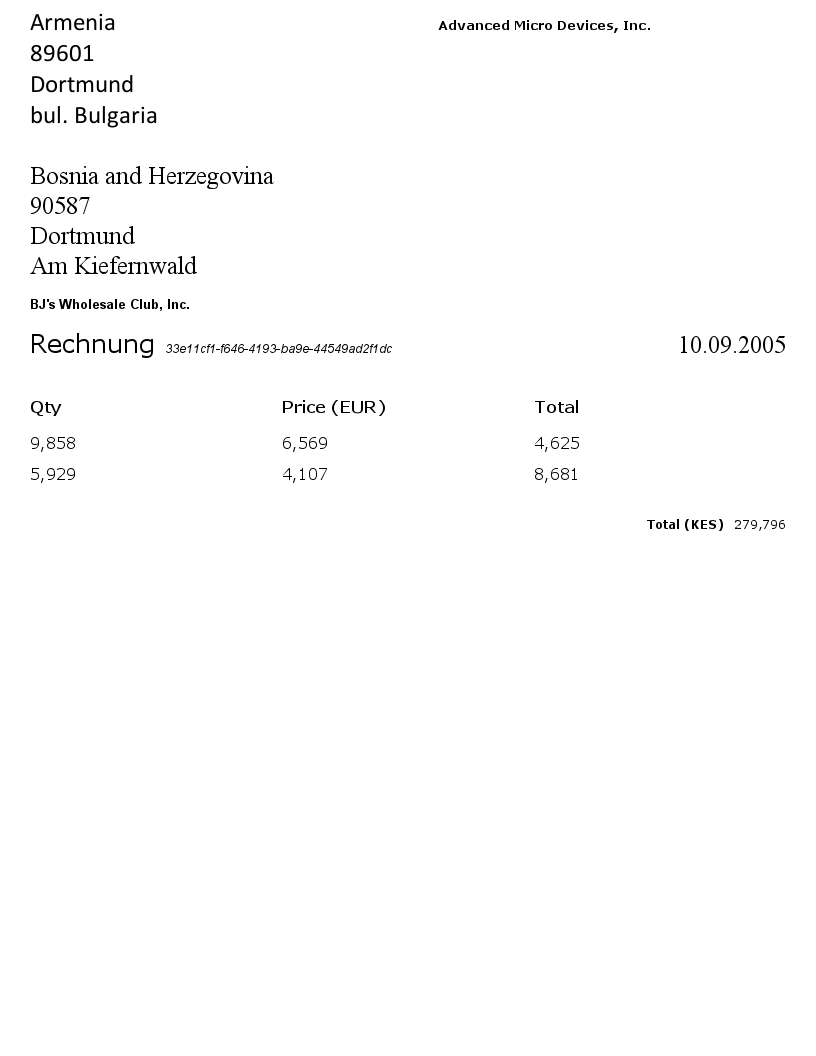 Armenia
Advanced Micro Devices, Inc.
89601
Dortmund
bul. Bulgaria
Bosnia and Herzegovina
90587
Dortmund
Am Kiefernwald
BJ's Wholesale Club, Inc.
Rechnung 33e11cf1-f646-4193-ba9e-44549ad2f1dc 10.09.2005
Qty Price (EUR) Total
9,858 6,569 4,625
5,929 4,107 8,681
Total (KES) 279,796